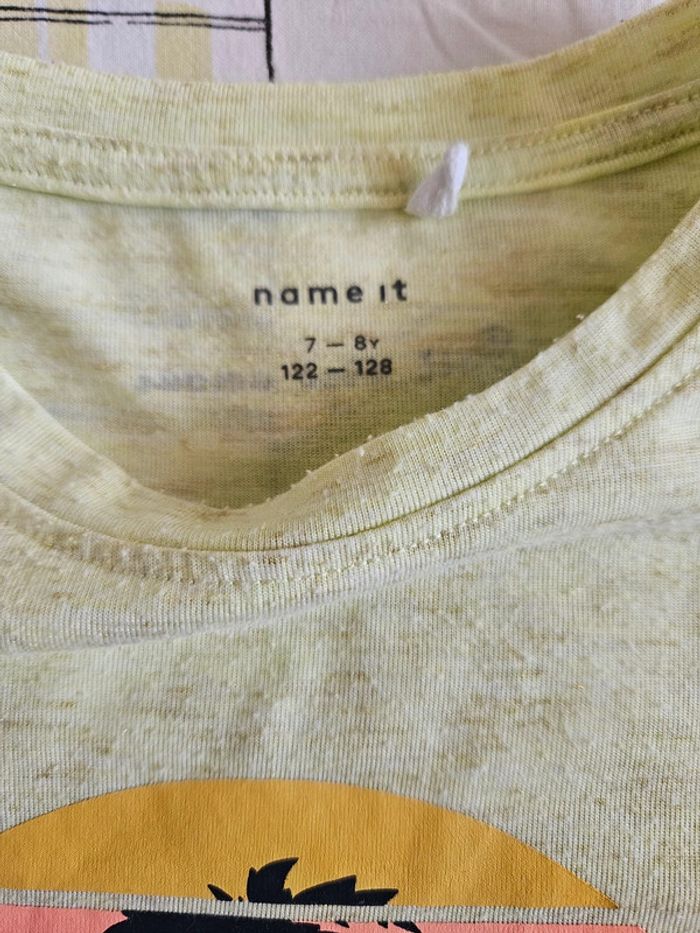 name it
7 – 8Y
122 – 128